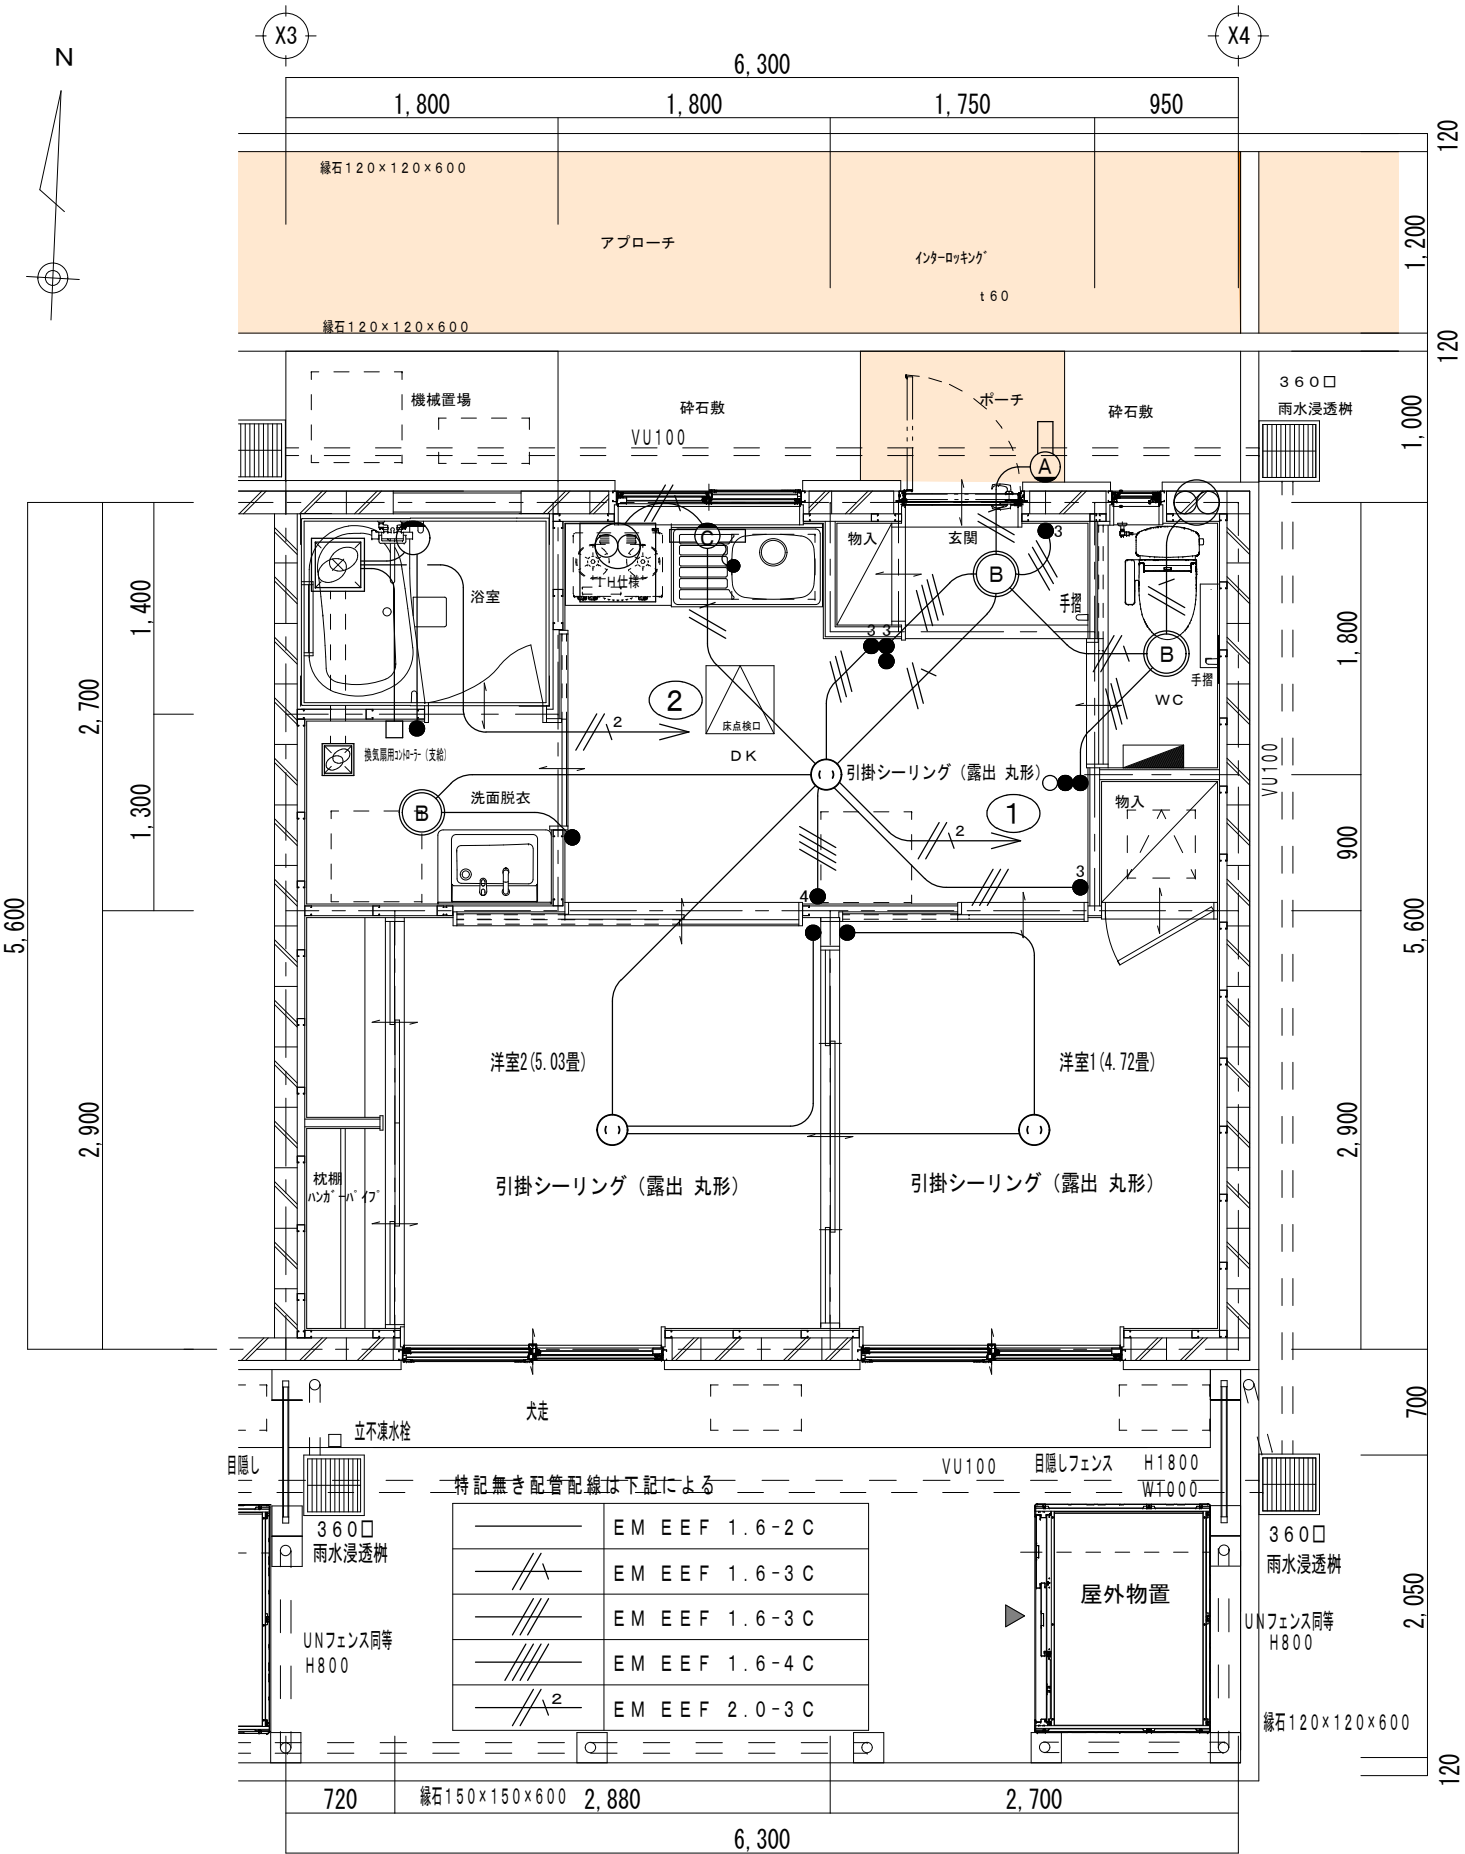 X3
X4
N
6,300
1,800
1,800
1,750
950
120
縁石120×120×600
アプローチ
インターロッキング
t60
1,200
縁石120×120×600
120
機械置場
砕石敷
ポーチ
砕石敷
360口
雨水浸透桝
VU100
1,000
A
C
物入
玄関
3
IH仕様
B
浴室
手摺
1,400
1,800
3 3
B
手摺
WC
2,700
2
2
床点検口
DK
換気扇用コントローラー(支給)
引掛シーリング(露出 丸形)
VU100
洗面脱衣
B
1
物入
1,300
2
900
3
4
5,600
5,600
洋室2(5.03畳)
洋室1(4.72畳)
2,900
2,900
枕棚
ハンガーパイプ
引掛シーリング(露出 丸形)
引掛シーリング(露出 丸形)
犬走
700
立不凍水栓
目隠し
VU100
目隠しフェンス
H1800
W1000
特記無き配管配線は下記による
EM EEF 1.6-2C
EM EEF 1.6-3C
EM EEF 1.6-3C
EM EEF 1.6-4C
2
EM EEF 2.0-3C
360口
雨水浸透桝
360口
雨水浸透桝
屋外物置
2,050
UNフェンス同等
H800
UNフェンス同等
H800
縁石120×120×600
120
720
縁石150×150×600
2,880
2,700
6,300